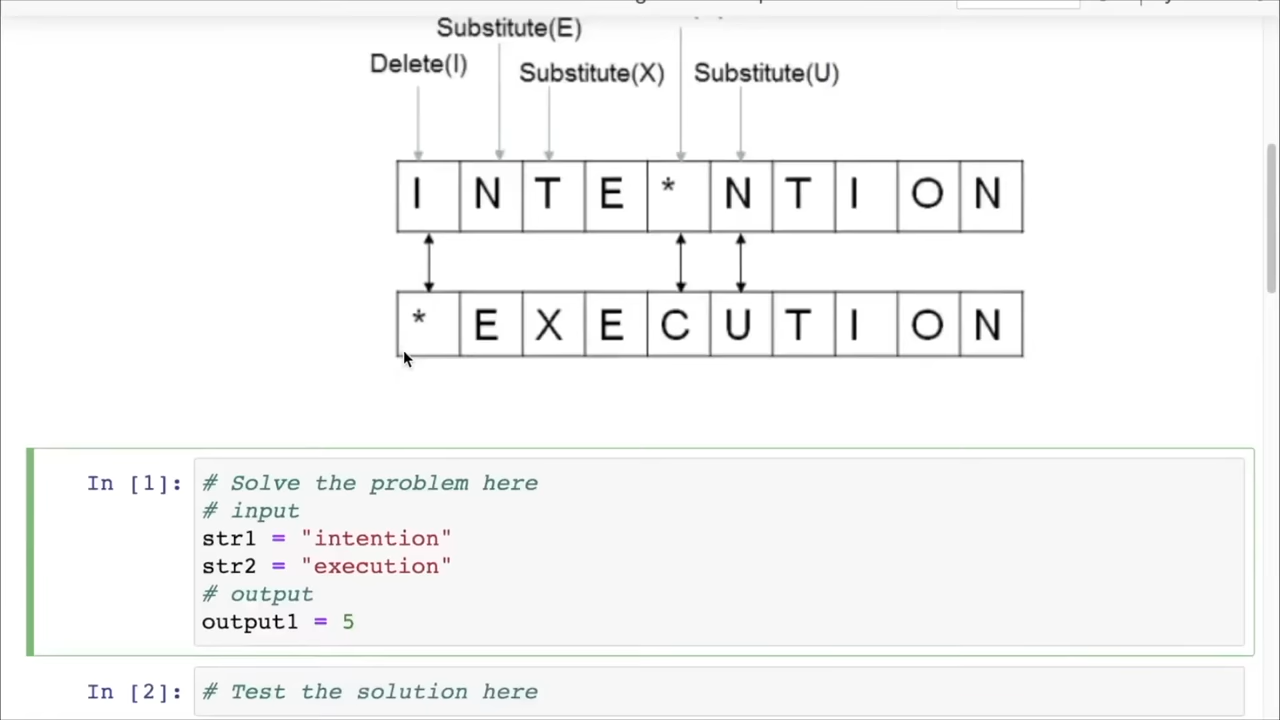 Substitute(E)
Delete(I)
Substitute(X)
Substitute(U)
I N T E * N T I O N
* E X E C U T I O N
In [1]:
# Solve the problem here
# input
str1 = "intention"
str2 = "execution"
# output
output1 = 5
In [2]:
# Test the solution here